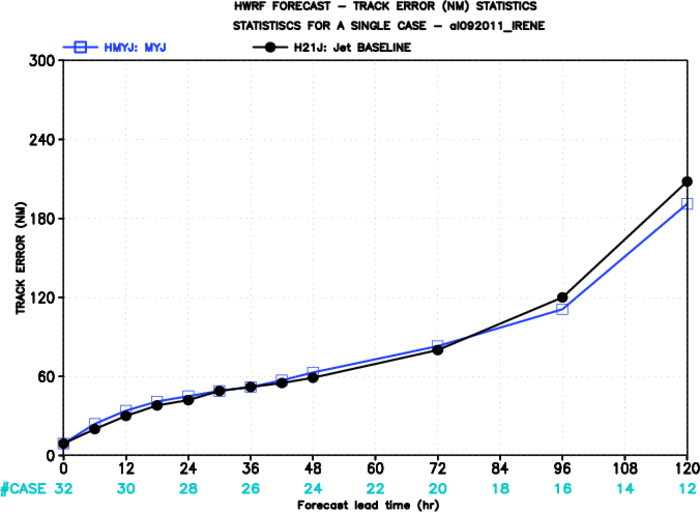 HWRF FORECAST – TRACK ERROR (NM) STATISTICS
STATISTISCS FOR A SINGLE CASE – al092011_IRENE
HMYJ: MYJ H21J: Jet BASELINE
300
240
180
120
60
0
TRACK ERROR (NM)
0 12 24 36 48 60 72 84 96 108 120
#CASE 32 30 28 26 24 22 20 18 16 14 12
Forecast lead time (hr)